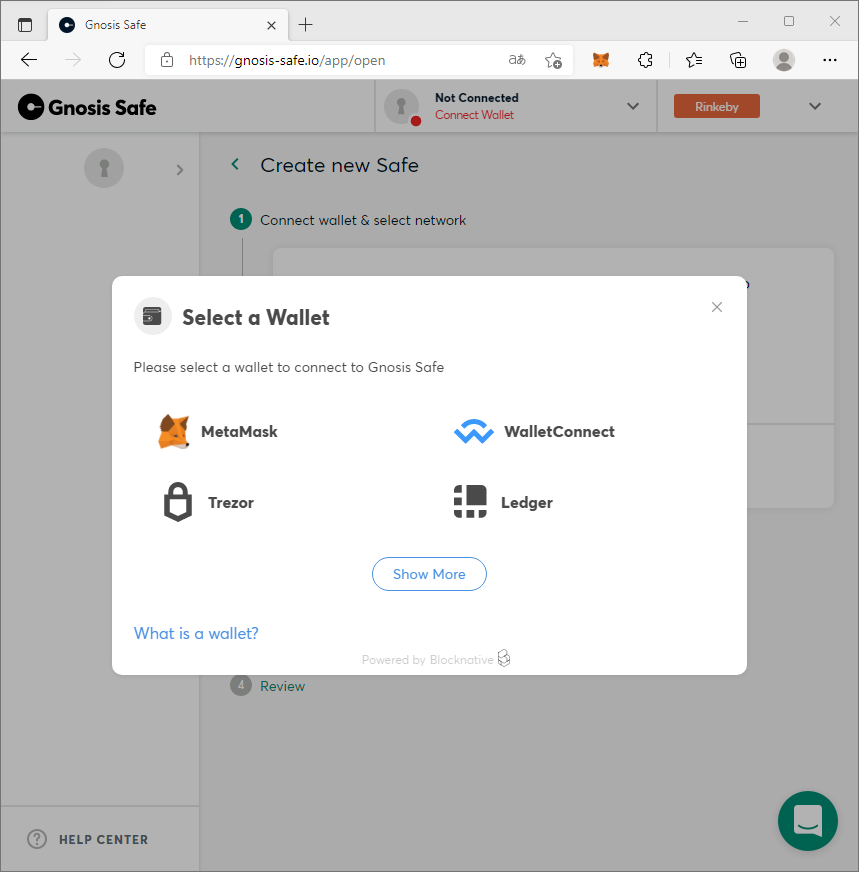 Gnosis Safe
https://gnosis-safe.io/app/open
Gnosis Safe
Not Connected
Connect Wallet
Rinkeby
Create new Safe
1 Connect wallet & select network
Select a Wallet
Please select a wallet to connect to Gnosis Safe
MetaMask
WalletConnect
Trezor
Ledger
Show More
What is a wallet?
Powered by Blocknative
4 Review
? HELP CENTER